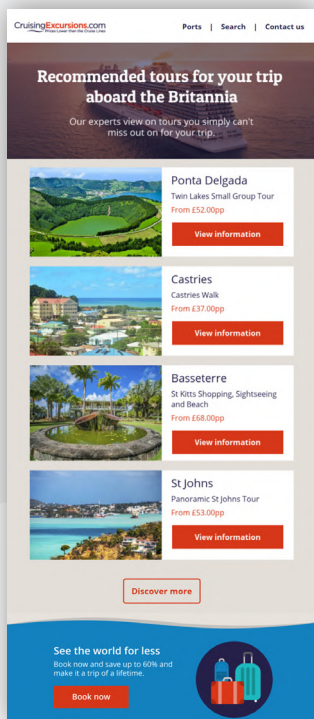 CruisingExcursions.com
Prices Lower than the Cruise Lines
Ports | Search | Contact us
Recommended tours for your trip
aboard the Britannia
Our experts view on tours you simply can't
miss out on for your trip.
Ponta Delgada
Twin Lakes Small Group Tour
From £52.00pp
View information
Castries
Castries Walk
From £37.00pp
View information
Basseterre
St Kitts Shopping, Sightseeing
and Beach
From £68.00pp
View information
St Johns
Panoramic St Johns Tour
From £53.00pp
View information
Discover more
See the world for less
Book now and save up to 60% and
make it a trip of a lifetime.
Book now